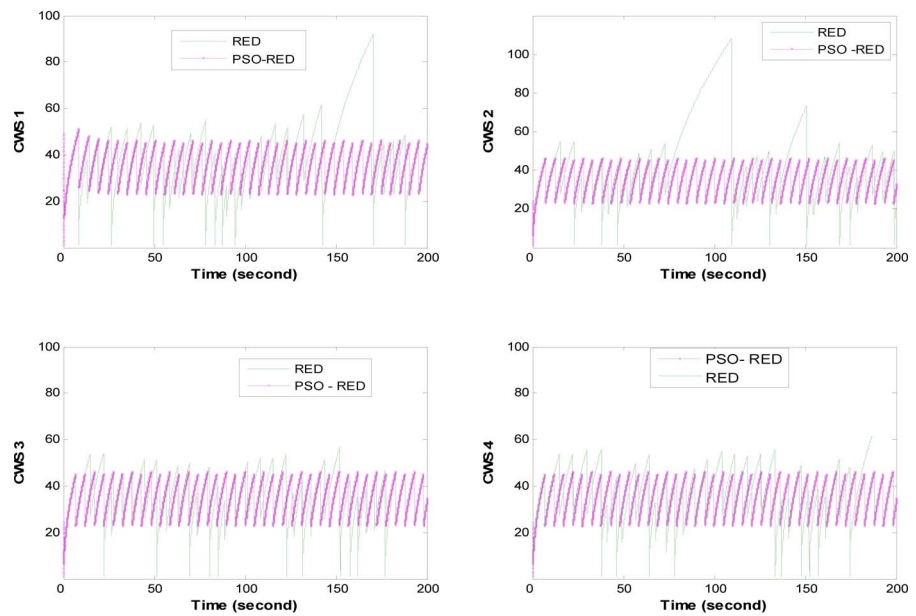 100
80
60
40
20
CWS 1
RED
PSO-RED
0
50
100
150
200
Time (second)
100
80
60
40
20
CWS 2
RED
PSO -RED
0
50
100
150
200
Time (second)
100
80
60
40
20
CWS 3
RED
PSO - RED
0
50
100
150
200
Time (second)
100
80
60
40
20
CWS 4
PSO- RED
RED
0
50
100
150
200
Time (second)